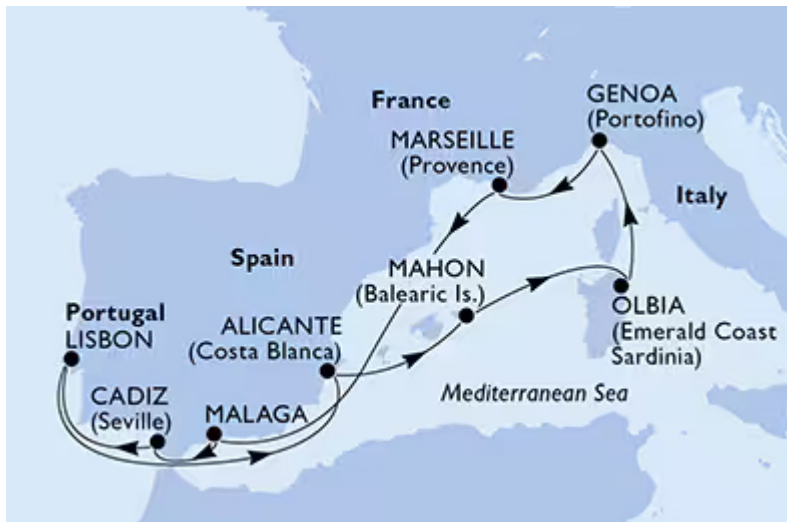 France
MARSEILLE
(Provence)
GENOA
(Portofino)
Italy
Spain
MAHON
(Balearic Is.)
Portugal
LISBON
ALICANTE
(Costa Blanca)
OLBIA
(Emerald Coast
Sardinia)
CADIZ
(Seville)
MALAGA
Mediterranean Sea